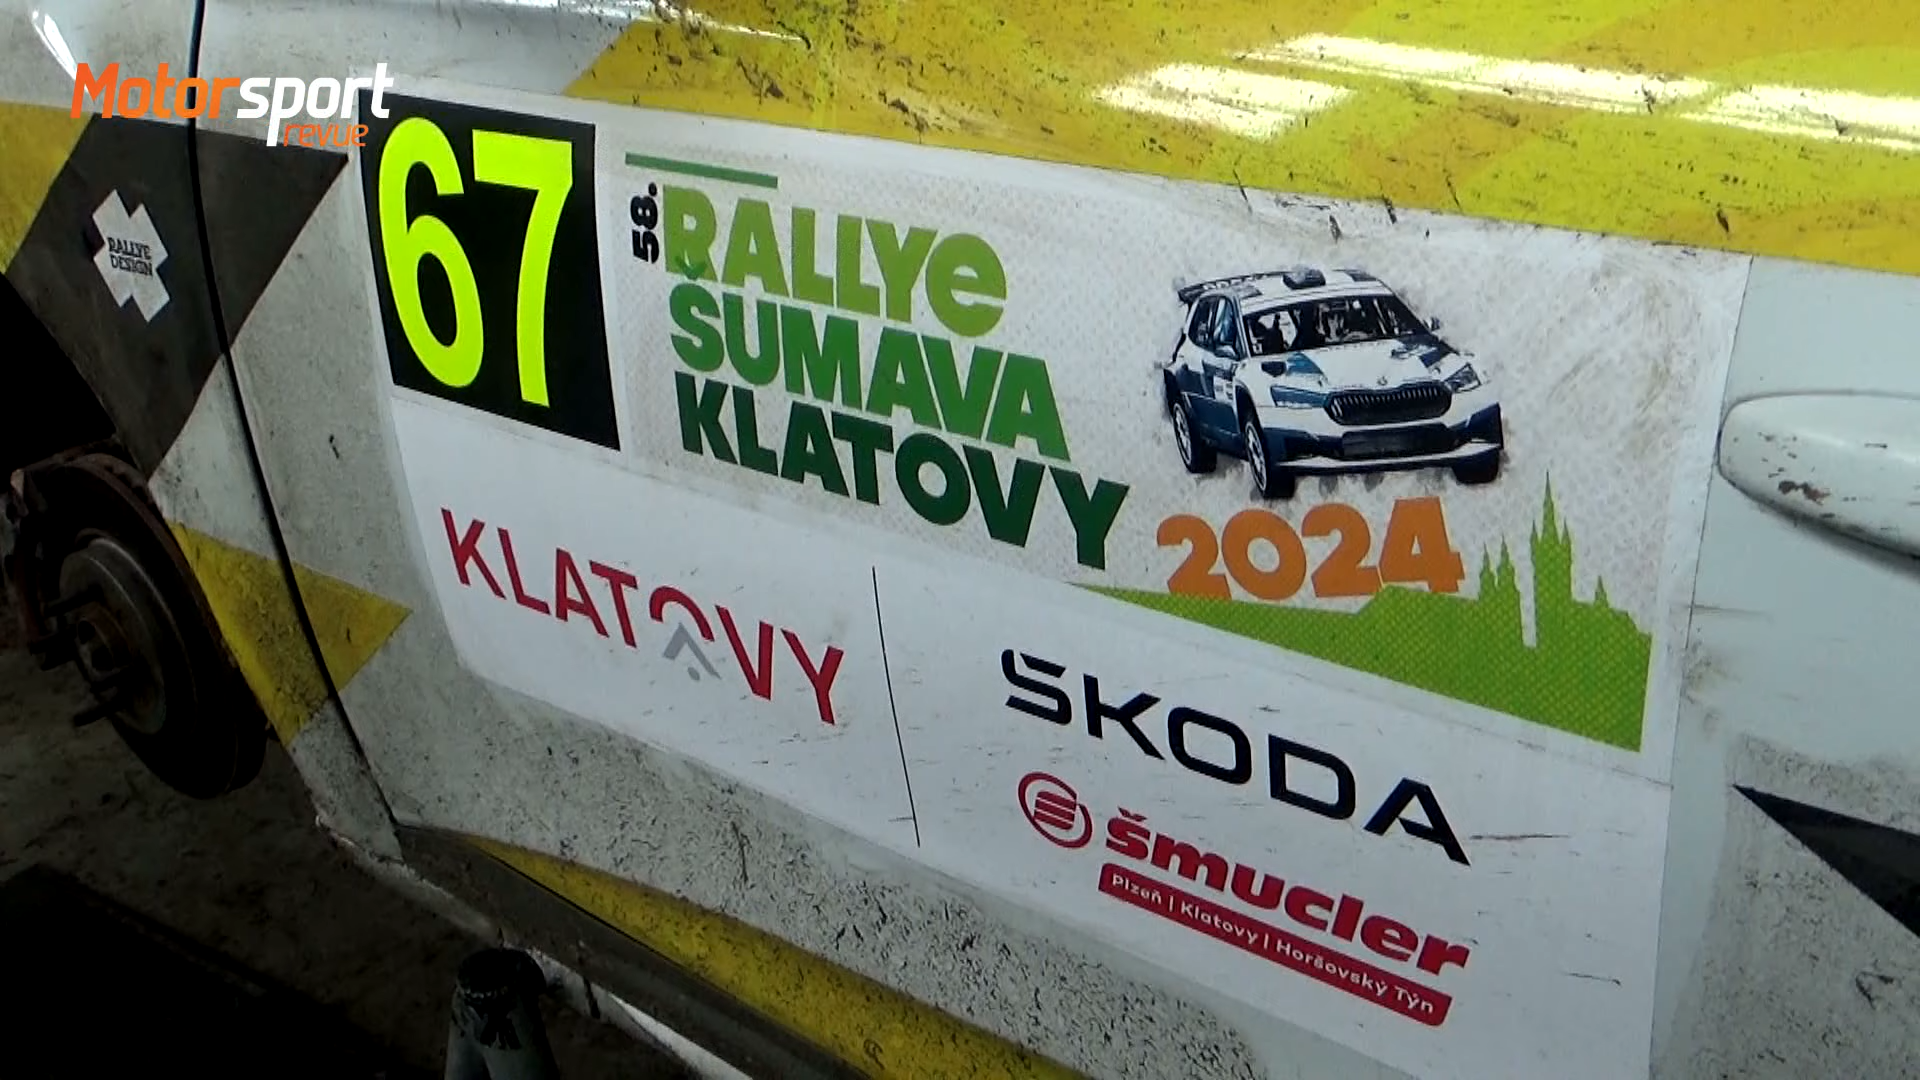 Motorsport
revue
RALLYE
DESIGN
67
58.
RALLYE
ŠUMAVA
KLATOVY
2024
KLATOVY
ŠKODA
šmucler
Plzeň | Klatovy | Horšovský Týn